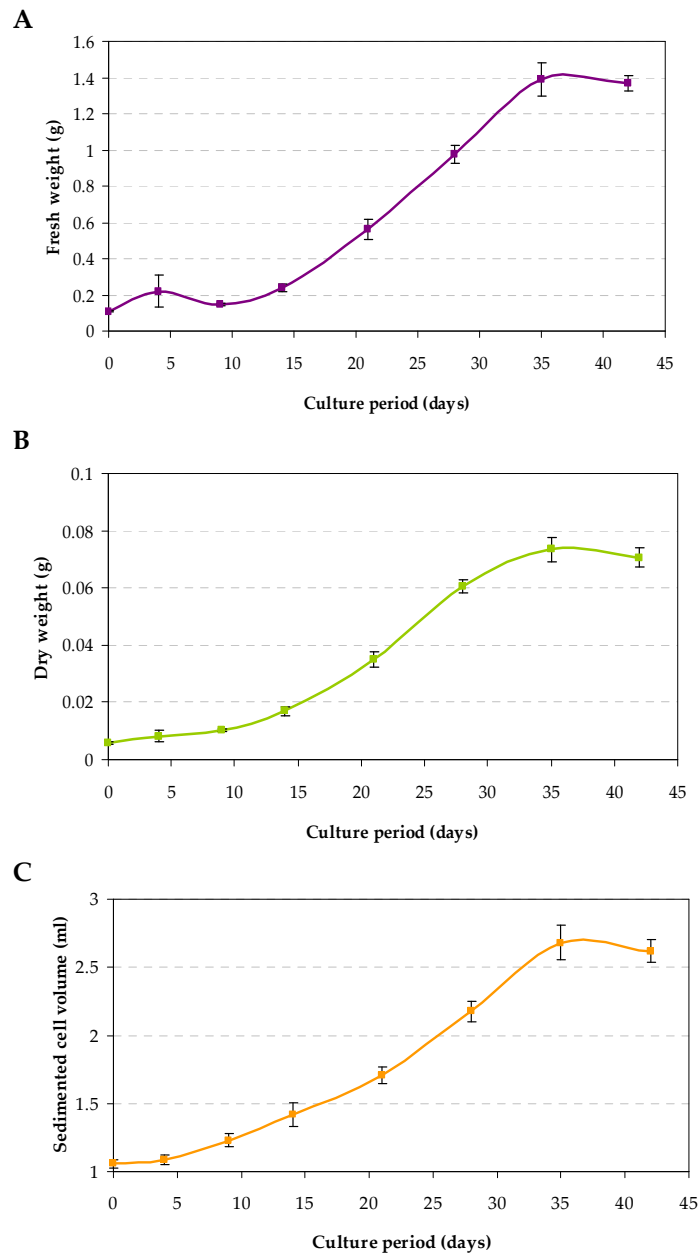 A
1.6
1.4
1.2
1
0.8
0.6
0.4
0.2
0
Fresh weight (g)
0 5 10 15 20 25 30 35 40 45
Culture period (days)
B
0.1
0.08
0.06
0.04
0.02
0
Dry weight (g)
0 5 10 15 20 25 30 35 40 45
Culture period (days)
C
3
2.5
2
1.5
1
Sedimented cell volume (ml)
0 5 10 15 20 25 30 35 40 45
Culture period (days)